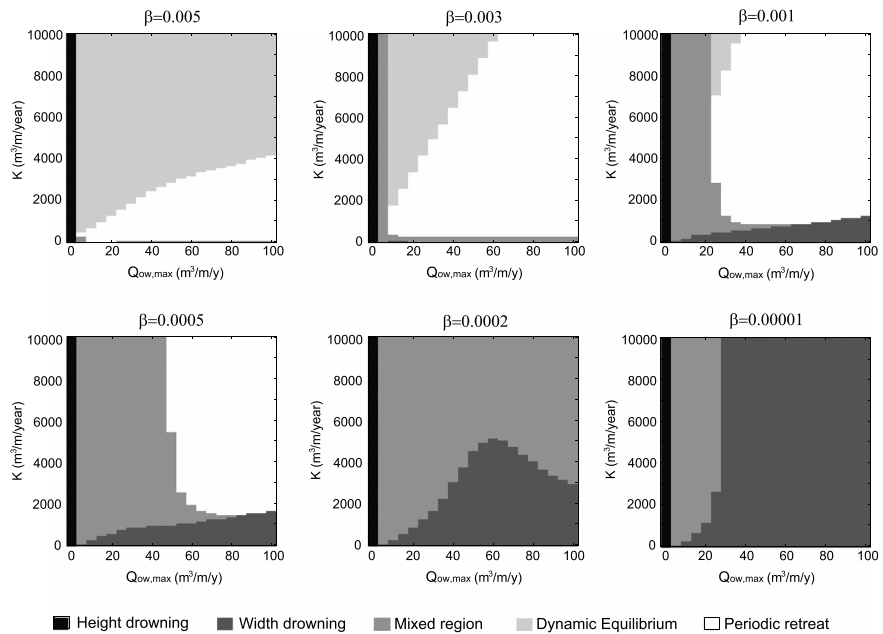 β=0.005
β=0.003
β=0.001
10000
8000
6000
4000
2000
0
K (m³/m/year)
0 20 40 60 80 100
Qow,max (m³/m/y)
10000
8000
6000
4000
2000
0
K (m³/m/year)
0 20 40 60 80 100
Qow,max (m³/m/y)
10000
8000
6000
4000
2000
0
K (m³/m/year)
0 20 40 60 80 100
Qow,max (m³/m/y)
β=0.0005
β=0.0002
β=0.00001
10000
8000
6000
4000
2000
0
K (m³/m/year)
0 20 40 60 80 100
Qow,max (m³/m/y)
10000
8000
6000
4000
2000
0
K (m³/m/year)
0 20 40 60 80 100
Qow,max (m³/m/y)
10000
8000
6000
4000
2000
0
K (m³/m/year)
0 20 40 60 80 100
Qow,max (m³/m/y)
Height drowning Width drowning Mixed region Dynamic Equilibrium Periodic retreat